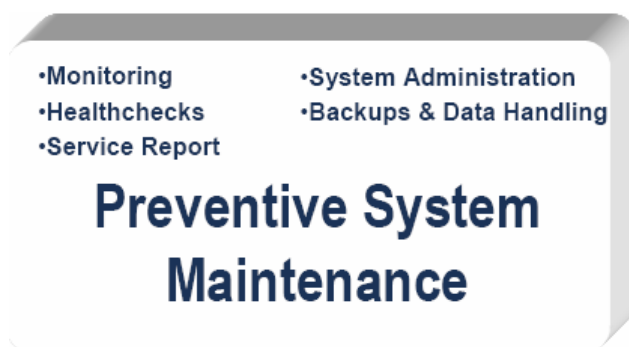 •Monitoring
•Healthchecks
•Service Report
•System Administration
•Backups & Data Handling
Preventive System
Maintenance